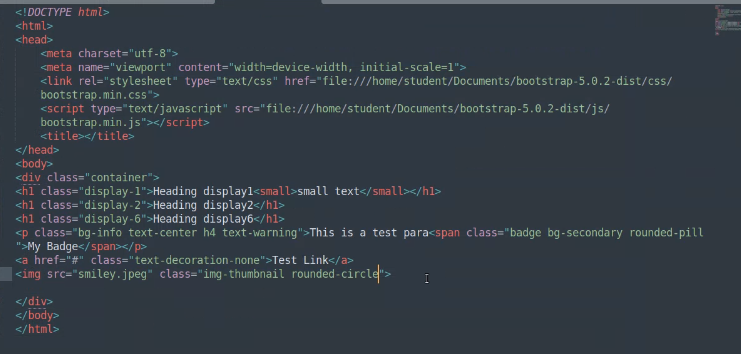 <!DOCTYPE html>
<html>
<head>
    <meta charset="utf-8">
    <meta name="viewport" content="width=device-width, initial-scale=1">
    <link rel="stylesheet" type="text/css" href="file:///home/student/Documents/bootstrap-5.0.2-dist/css/
    bootstrap.min.css">
    <script type="text/javascript" src="file:///home/student/Documents/bootstrap-5.0.2-dist/js/
    bootstrap.min.js"></script>
    <title></title>
</head>
<body>
<div class="container">
<h1 class="display-1">Heading display1<small>small text</small></h1>
<h1 class="display-2">Heading display2</h1>
<h1 class="display-6">Heading display6</h1>
<p class="bg-info text-center h4 text-warning">This is a test para<span class="badge bg-secondary rounded-pill
">My Badge</span></p>
<a href="#" class="text-decoration-none">Test Link</a>
<img src="smiley.jpeg" class="img-thumbnail rounded-circle">

</div>
</body>
</html>